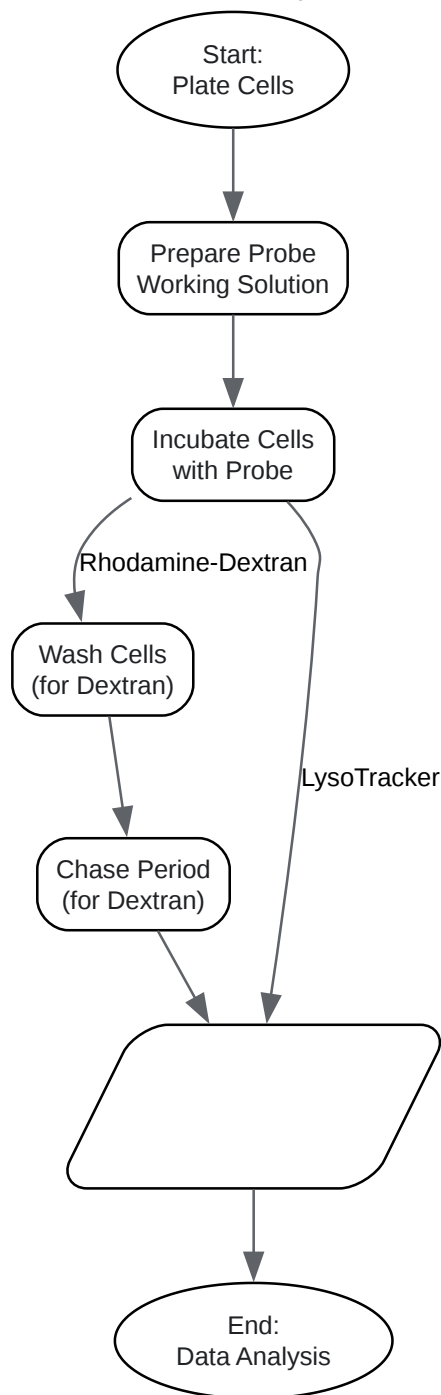 Start:
Plate Cells
Prepare Probe
Working Solution
Incubate Cells
with Probe
Rhodamine-Dextran
Wash Cells
(for Dextran)
LysoTracker
Chase Period
(for Dextran)
End:
Data Analysis